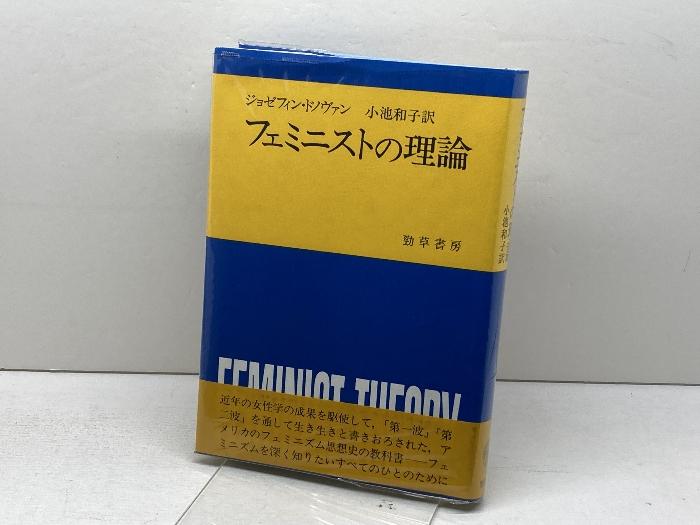 ジョゼフィン・ドノヴァン 小池和子訳
フェミニストの理論
勁草書房
FEMINIST THEORY
近年の女性学の成果を駆使して,「第一波」「第
二波」を通して生き生きと書きおろされた,ア
メリカのフェミニズム思想史の教科書——フェ
ミニズムを深く知りたいすべてのひとのために
小池和子訳